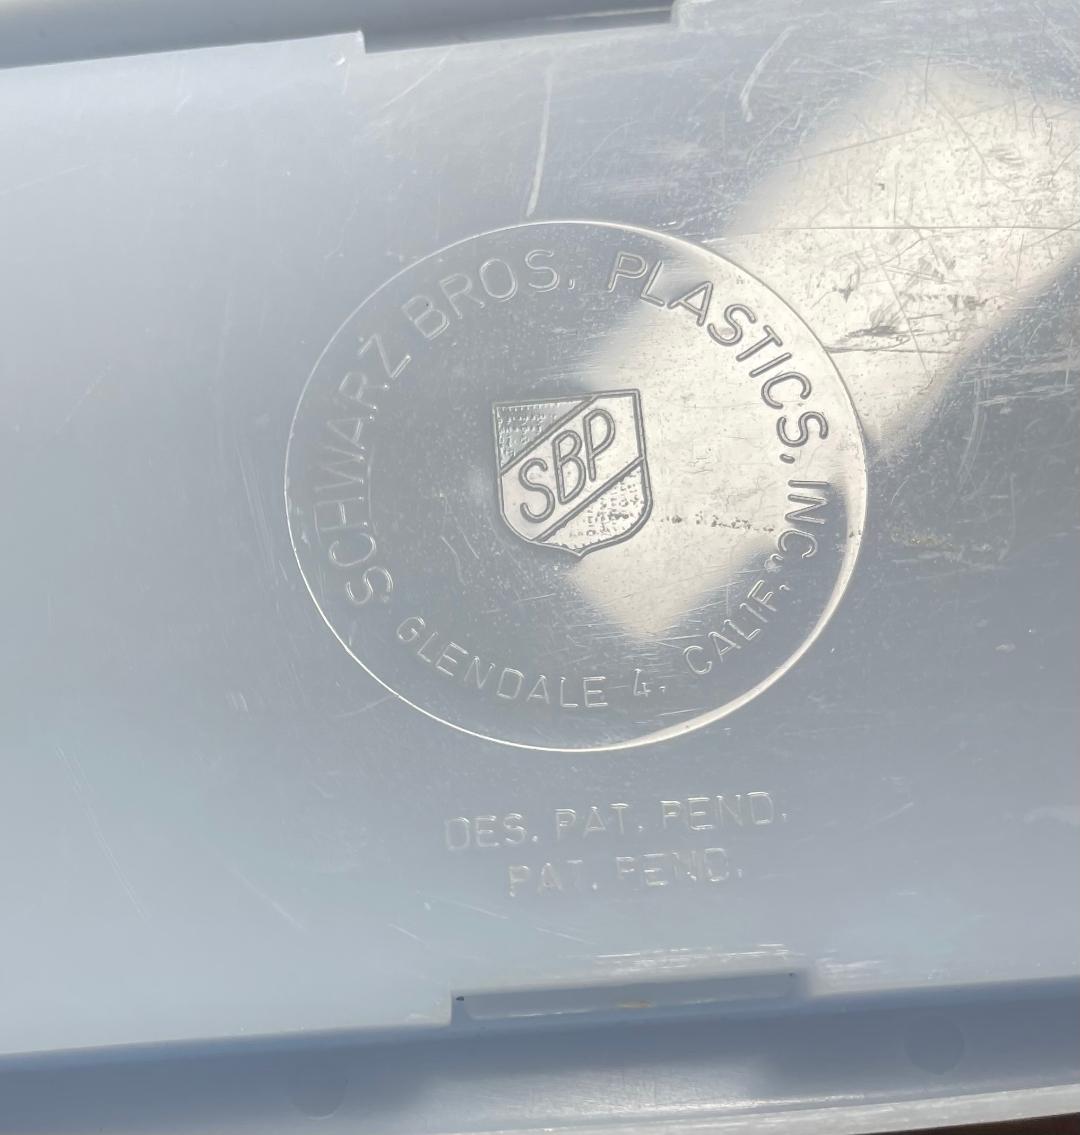 SCHWARZ BROS. PLASTICS, INC.
SBP
GLENDALE 4, CALIF.
DES. PAT. PEND.
PAT. PEND.